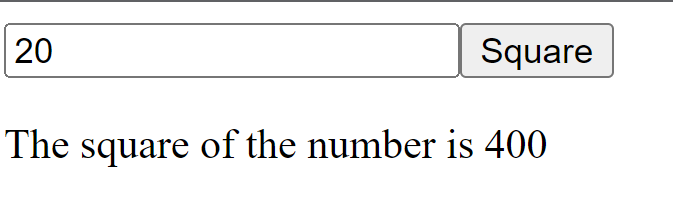 20 Square
The square of the number is 400